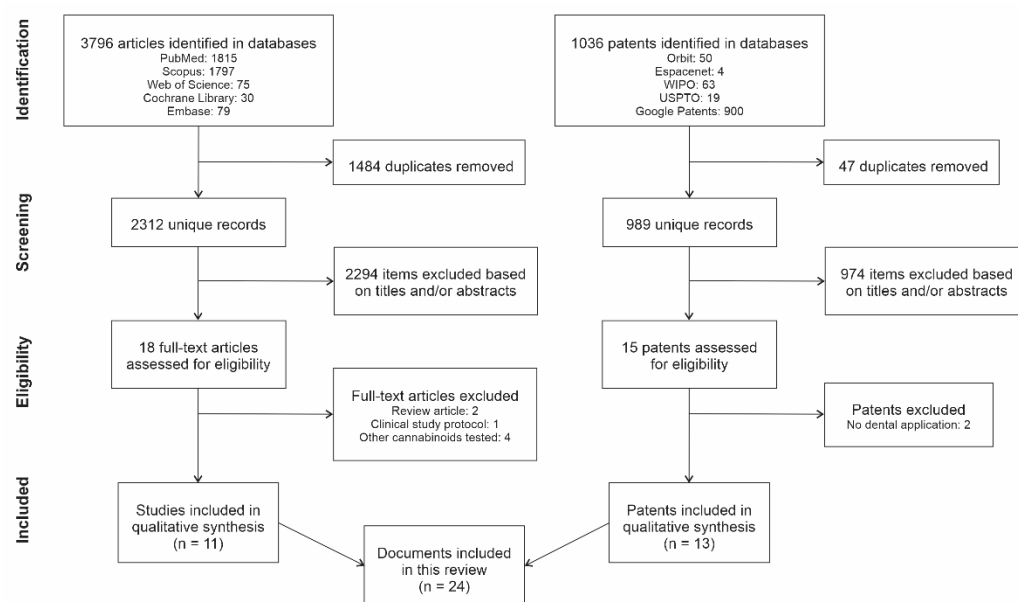 Identification
3796 articles identified in databases
PubMed: 1815
Scopus: 1797
Web of Science: 75
Cochrane Library: 30
Embase: 79
1036 patents identified in databases
Orbit: 50
Espacenet: 4
WIPO: 63
USPTO: 19
Google Patents: 900
1484 duplicates removed
47 duplicates removed
Screening
2312 unique records
989 unique records
2294 items excluded based
on titles and/or abstracts
974 items excluded based
on titles and/or abstracts
Eligibility
18 full-text articles
assessed for eligibility
15 patents assessed
for eligibility
Full-text articles excluded
Review article: 2
Clinical study protocol: 1
Other cannabinoids tested: 4
Patents excluded
No dental application: 2
Included
Studies included in
qualitative synthesis
(n = 11)
Patents included in
qualitative synthesis
(n = 13)
Documents included
in this review
(n = 24)